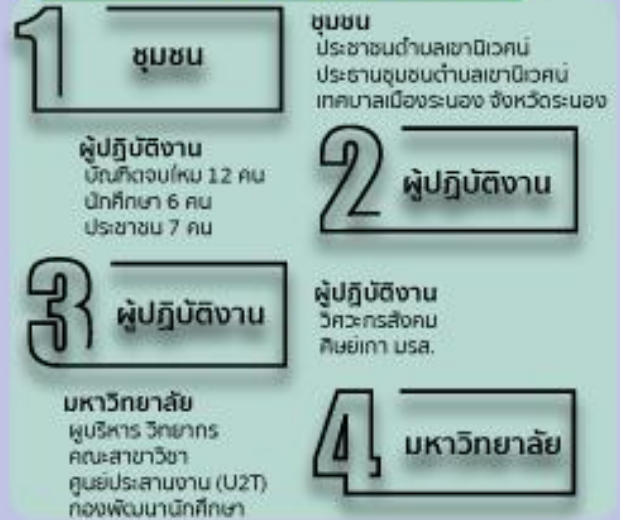 1
ชุมชน
ชุมชน
ประชาชนตำบลเขานิเวศน์
ประธานชุมชนตำบลเขานิเวศน์
เทศบาลเมืองระนอง จังหวัดระนอง
ผู้ปฏิบัติงาน
บัณฑิตจบใหม่ 12 คน
นักศึกษา 6 คน
ประชาชน 7 คน
2
ผู้ปฏิบัติงาน
3
ผู้ปฏิบัติงาน
ผู้ปฏิบัติงาน
วิศวะกรสังคม
ศิษย์เก่า มรส.
มหาวิทยาลัย
ผู้บริหาร วิทยากร
คณะสาขาวิชา
ศูนย์ประสานงาน (U2T)
กองพัฒนานักศึกษา
4
มหาวิทยาลัย